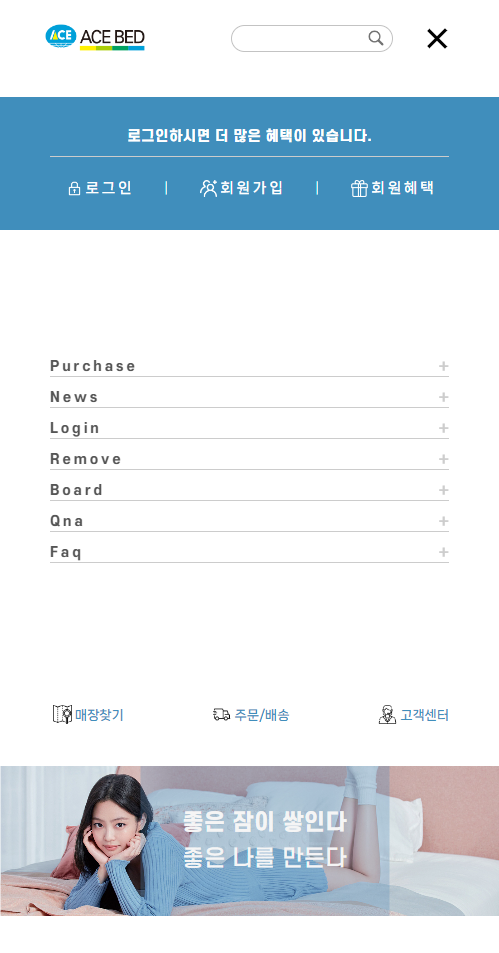 ACE ACE BED
로그인하시면 더 많은 혜택이 있습니다.
로그인 | 회원가입 | 회원혜택
Purchase +
News +
Login +
Remove +
Board +
Qna +
Faq +
매장찾기 주문/배송 고객센터
좋은 잠이 쌓인다
좋은 나를 만든다